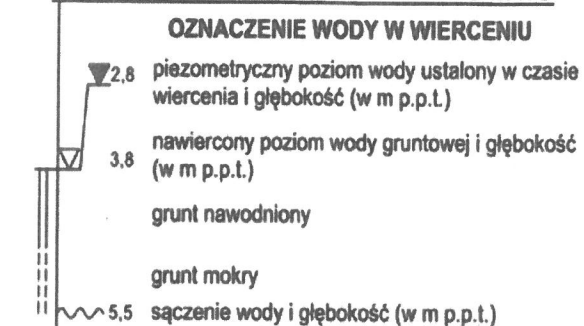 OZNACZENIE WODY W WIERCENIU
2,8 piezometryczny poziom wody ustalony w czasie
wiercenia i głębokość (w m p.p.t.)
nawiercony poziom wody gruntowej i głębokość
3,8 (w m p.p.t.)
grunt nawodniony
grunt mokry
5,5 sączenie wody i głębokość (w m p.p.t.)